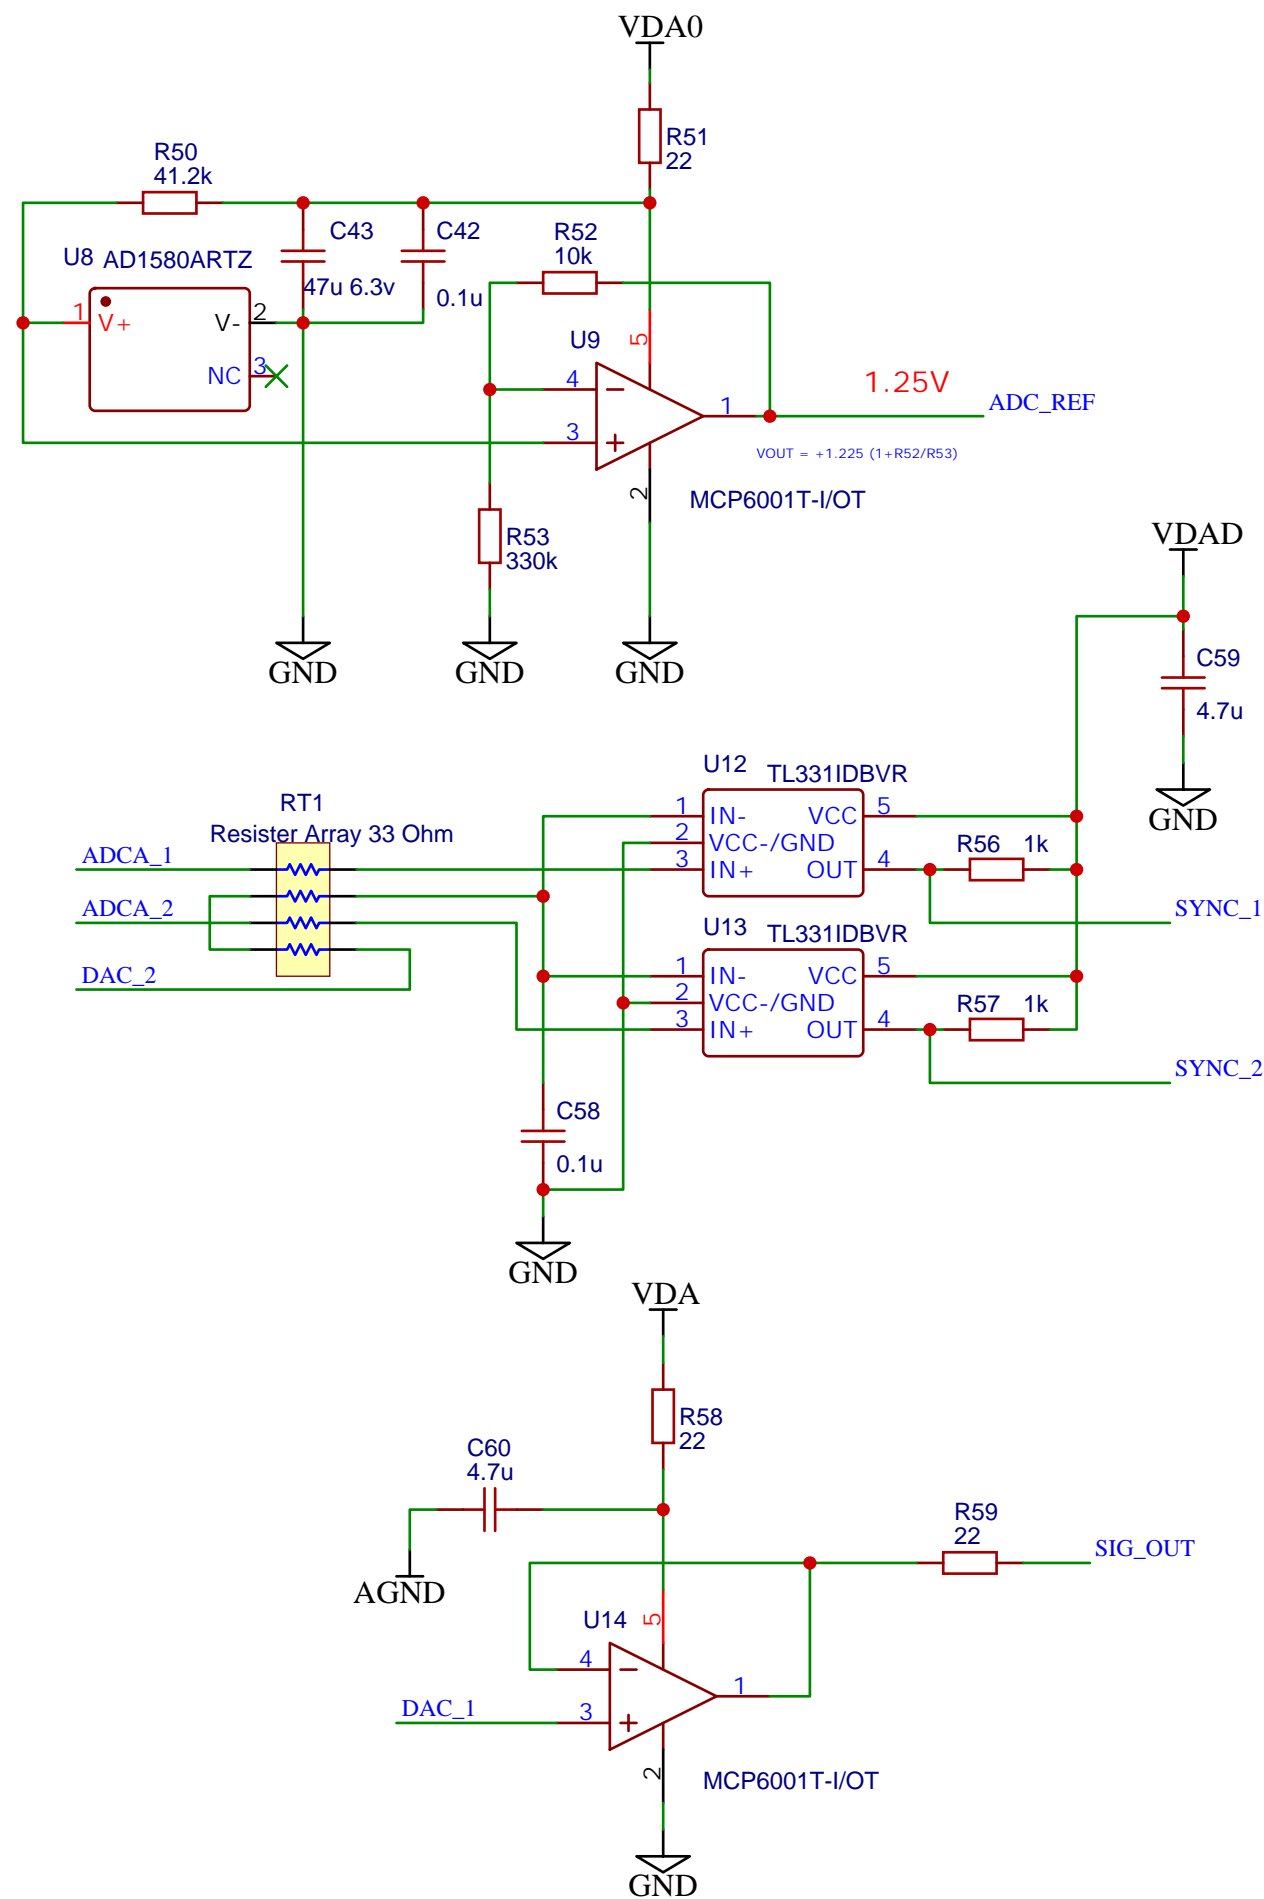 VDA0
R51
22
R50
41.2k
C43
47u 6.3v
C42
0.1u
U8 AD1580ARTZ
1
V+
V-
2
NC
3
R52
10k
U9
5
4
3
1
2
1.25V
ADC_REF
VOUT = +1.225 (1+R52/R53)
MCP6001T-I/OT
R53
330k
GND
GND
GND
VDAD
C59
4.7u
GND
U12
TL331IDBVR
1
IN-
VCC
5
2
VCC-/GND
3
IN+
OUT
4
R56 1k
SYNC_1
RT1
Resister Array 33 Ohm
ADCA_1
ADCA_2
DAC_2
U13
TL331IDBVR
1
IN-
VCC
5
2
VCC-/GND
3
IN+
OUT
4
R57 1k
SYNC_2
C58
0.1u
GND
VDA
R58
22
C60
4.7u
AGND
R59
22
SIG_OUT
U14
5
4
3
1
2
DAC_1
MCP6001T-I/OT
GND